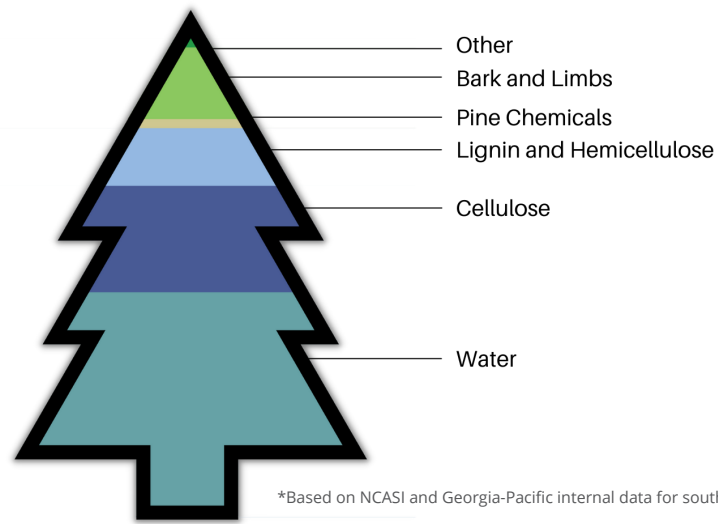 Other
Bark and Limbs
Pine Chemicals
Lignin and Hemicellulose
Cellulose
Water
*Based on NCASI and Georgia-Pacific internal data for